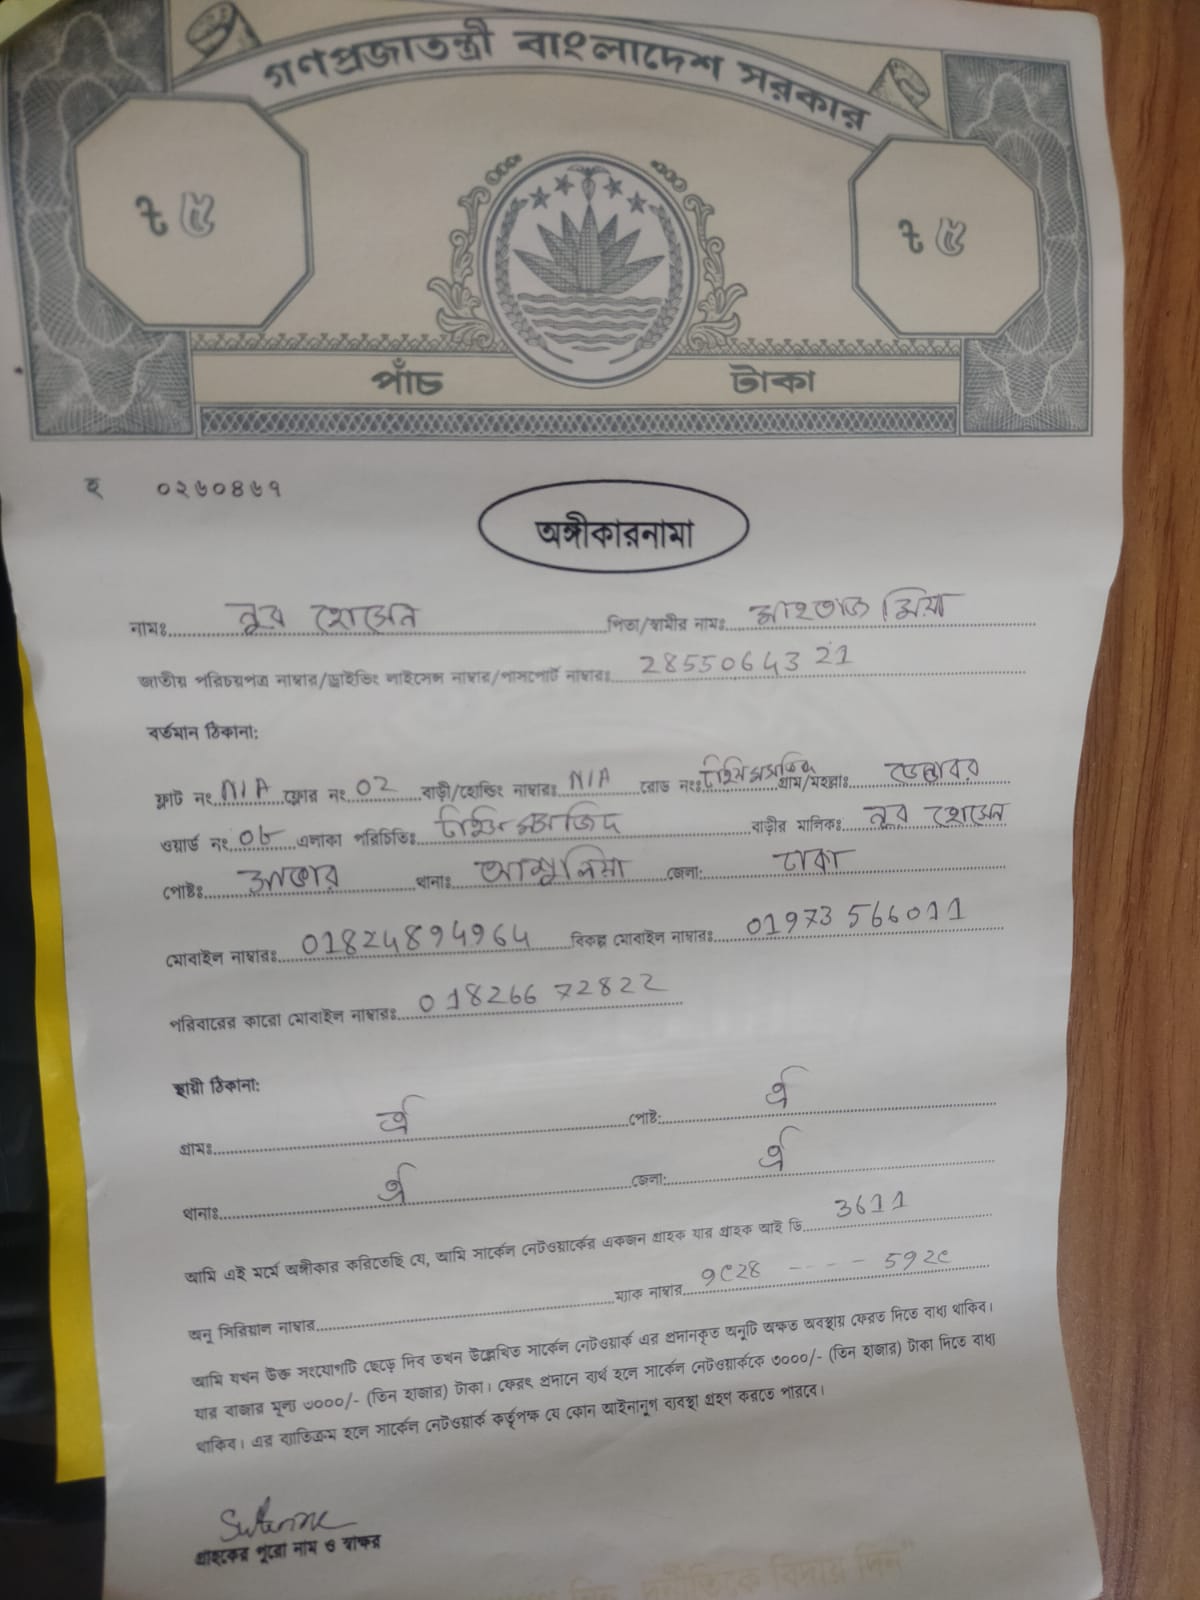 গণপ্রজাতন্ত্রী বাংলাদেশ সরকার
৳ ৫ ৳ ৫
পাঁচ টাকা
০২৬০৪৬৭
অঙ্গীকারনামা
নামঃ নুর হোসেন পিতা/স্বামীর নামঃ মিয়া
জাতীয় পরিচয়পত্র নাম্বার/ড্রাইভিং লাইসেন্স নাম্বার/পাসপোর্ট নাম্বারঃ 2855064321
বর্তমান ঠিকানা:
ফ্লাট নং N/A ফ্লোর নং 02 বাড়ী/হোল্ডিং নাম্বারঃ N/A রোড নংঃ গ্রাম/মহল্লাঃ
ওয়ার্ড নং এলাকা পরিচিতিঃ বাড়ীর মালিকঃ নুর হোসেন
পোষ্টঃ সাভার থানাঃ আশুলিয়া জেলা: ঢাকা
মোবাইল নাম্বারঃ 01824894964 বিকল্প মোবাইল নাম্বারঃ 01973566011
পরিবারের কারো মোবাইল নাম্বারঃ 01826672822
স্থায়ী ঠিকানা:
গ্রামঃ ঐ পোষ্ট: ঐ
থানাঃ ঐ জেলা: ঐ
আমি এই মর্মে অঙ্গীকার করিতেছি যে, আমি সার্কেল নেটওয়ার্কের একজন গ্রাহক যার গ্রাহক আই ডি 3611
অনু সিরিয়াল নাম্বার ম্যাক নাম্বার 9C28 ---- 592C
আমি যখন উক্ত সংযোগটি ছেড়ে দিব তখন উল্লেখিত সার্কেল নেটওয়ার্ক এর প্রদানকৃত অনুটি অক্ষত অবস্থায় ফেরত দিতে বাধ্য থাকিব।
যার বাজার মূল্য ৩০০০/- (তিন হাজার) টাকা। ফেরৎ প্রদানে ব্যর্থ হলে সার্কেল নেটওয়ার্ককে ৩০০০/- (তিন হাজার) টাকা দিতে বাধ্য
থাকিব। এর ব্যাতিক্রম হলে সার্কেল নেটওয়ার্ক কর্তৃপক্ষ যে কোন আইনানুগ ব্যবস্থা গ্রহণ করতে পারবে।
গ্রাহকের পুরো নাম ও স্বাক্ষর
দুর্নীতিকে বিদায় দিন"